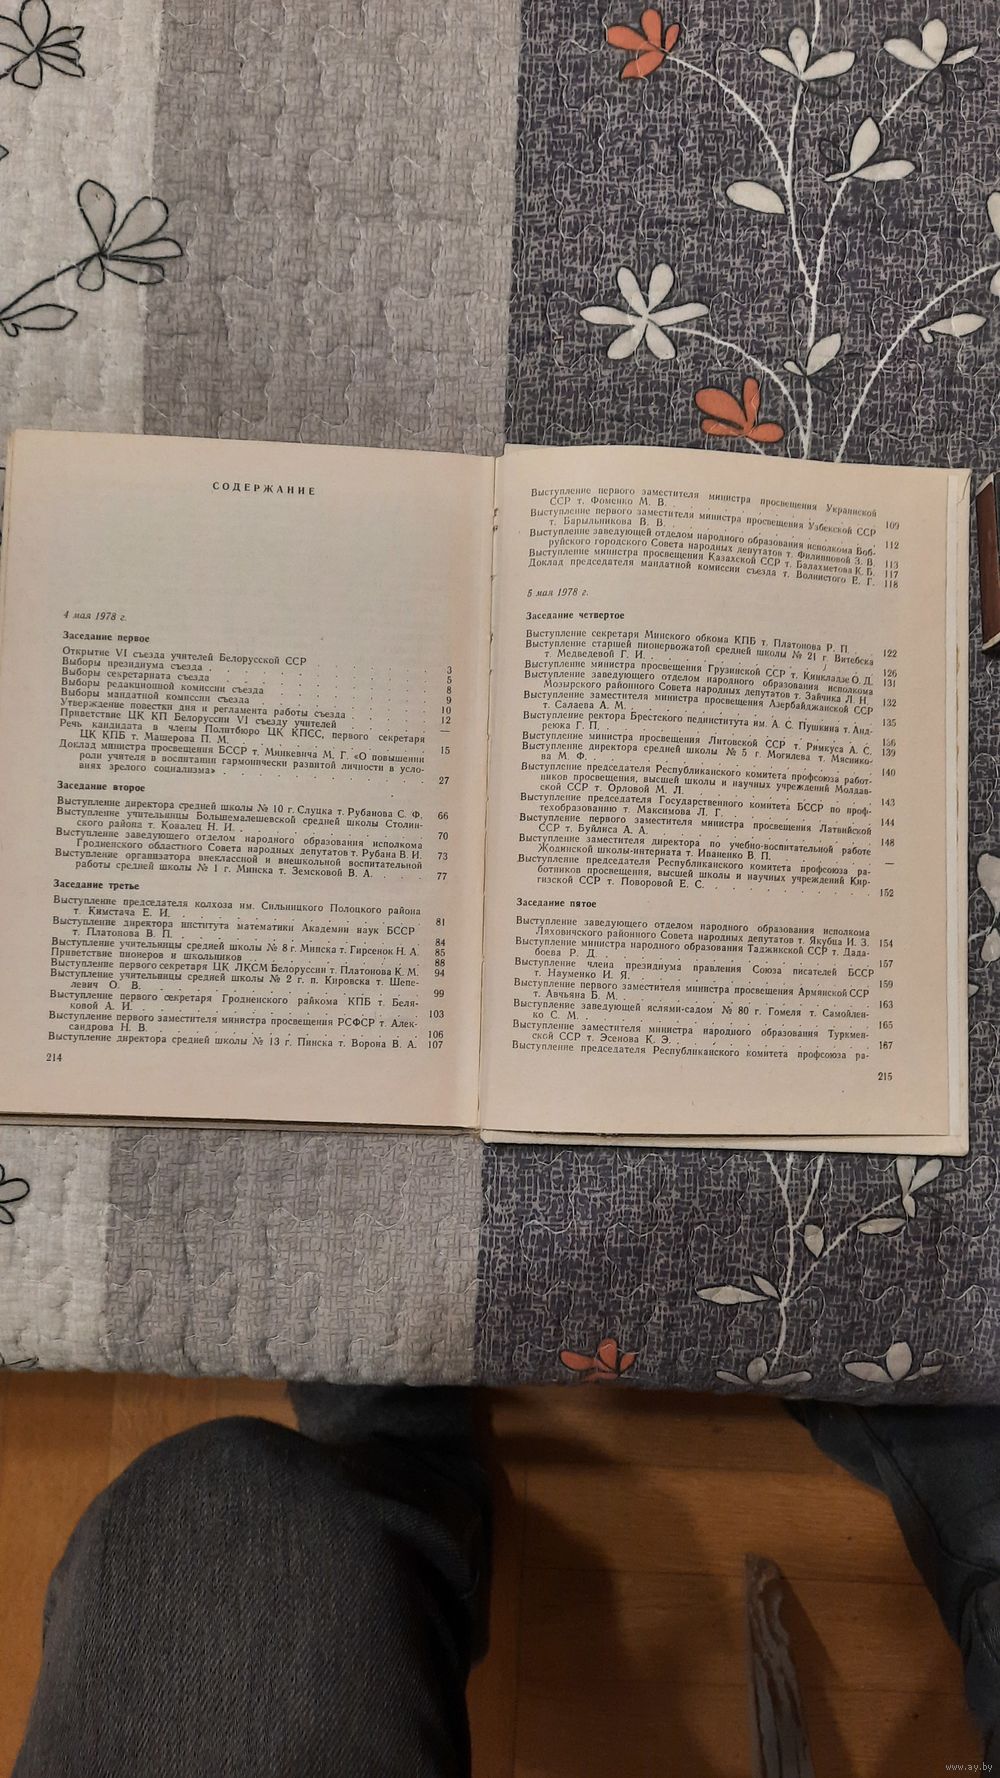 СОДЕРЖАНИЕ
4 мая 1978 г.
Заседание первое
Открытие VI съезда учителей Белорусской ССР . . . . 3
Выборы президиума съезда . . . . 5
Выборы секретариата съезда . . . . 8
Выборы редакционной комиссии съезда . . . . 9
Выборы мандатной комиссии съезда . . . . 10
Утверждение повестки дня и регламента работы съезда . . . . 12
Приветствие ЦК КП Белоруссии VI съезду учителей . . . . —
Речь кандидата в члены Политбюро ЦК КПСС, первого секретаря
ЦК КПБ т. Машерова П. М. . . . . 15
Доклад министра просвещения БССР т. Минкевича М. Г. «О повышении
роли учителя в воспитании гармонически развитой личности в усло-
виях зрелого социализма» . . . . 27
Заседание второе
Выступление директора средней школы № 10 г. Слуцка т. Рубанова С. Ф. 66
Выступление учительницы Большемалешевской средней школы Столин-
ского района т. Ковалец Н. И. . . . . 70
Выступление заведующего отделом народного образования исполкома
Гродненского областного Совета народных депутатов т. Рубана В. И. 73
Выступление организатора внеклассной и внешкольной воспитательной
работы средней школы № 1 г. Минска т. Земсковой В. А. . . . . 77
Заседание третье
Выступление председателя колхоза им. Сильницкого Полоцкого района
т. Кимстача Е. И. . . . . 81
Выступление директора института математики Академии наук БССР
т. Платонова В. П. . . . . 84
Выступление учительницы средней школы № 8 г. Минска т. Гирсенок Н. А. 85
Приветствие пионеров и школьников . . . . 88
Выступление первого секретаря ЦК ЛКСМ Белоруссии т. Платонова К. М. 94
Выступление учительницы средней школы № 2 г. п. Кировска т. Шепе-
левич О. В. . . . . 99
Выступление первого секретаря Гродненского райкома КПБ т. Беля-
ковой А. И. . . . . 103
Выступление первого заместителя министра просвещения РСФСР т. Алек-
сандрова Н. В. . . . . 106
Выступление директора средней школы № 13 г. Пинска т. Ворона В. А. 107
214
Выступление первого заместителя министра просвещения Украинской
ССР т. Фоменко М. В. . . . . 109
Выступление первого заместителя министра просвещения Узбекской ССР
т. Барыльникова В. В. . . . . 112
Выступление заведующей отделом народного образования исполкома Боб-
руйского городского Совета народных депутатов т. Филипповой З. В. 113
Выступление министра просвещения Казахской ССР т. Балахметова К. Б. 117
Доклад председателя мандатной комиссии съезда т. Волнистого Е. Г. 118
5 мая 1978 г.
Заседание четвертое
Выступление секретаря Минского обкома КПБ т. Платонова Р. П. . . 122
Выступление старшей пионервожатой средней школы № 21 г. Витебска
т. Медведевой Г. И. . . . . 126
Выступление министра просвещения Грузинской ССР т. Кинкладзе О. Д. 131
Выступление заведующего отделом народного образования исполкома
Мозырского районного Совета народных депутатов т. Зайчика Л. Н. 132
Выступление заместителя министра просвещения Азербайджанской ССР
т. Салаева А. М. . . . . 135
Выступление ректора Брестского пединститута им. А. С. Пушкина т. Анд-
реюка Г. П. . . . . 136
Выступление министра просвещения Литовской ССР т. Римкуса А. С. 139
Выступление директора средней школы № 5 г. Могилева т. Мяснико-
ва М. Ф. . . . . 140
Выступление председателя Республиканского комитета профсоюза работ-
ников просвещения, высшей школы и научных учреждений Молдав-
ской ССР т. Орловой М. Л. . . . . 143
Выступление председателя Государственного комитета БССР по проф-
техобразованию т. Максимова Л. Г. . . . . 144
Выступление первого заместителя министра просвещения Латвийской
ССР т. Буйлиса А. А. . . . . 148
Выступление заместителя директора по учебно-воспитательной работе
Жодинской школы-интерната т. Иваненко В. П. . . . . —
Выступление председателя Республиканского комитета профсоюза ра-
ботников просвещения, высшей школы и научных учреждений Кир-
гизской ССР т. Поворовой Е. С. . . . . 152
Заседание пятое
Выступление заведующего отделом народного образования исполкома
Ляховичского районного Совета народных депутатов т. Якубца И. З. 154
Выступление министра народного образования Таджикской ССР т. Дада-
боева Р. Д. . . . . 157
Выступление члена президиума правления Союза писателей БССР
т. Науменко И. Я. . . . . 159
Выступление первого заместителя министра просвещения Армянской ССР
т. Авчьяна Б. М. . . . . 163
Выступление заведующей яслями-садом № 80 г. Гомеля т. Самойлен-
ко С. М. . . . . 165
Выступление заместителя министра народного образования Туркмен-
ской ССР т. Эсенова К. Э. . . . . 167
Выступление председателя Республиканского комитета профсоюза ра-
215
www.ay.by